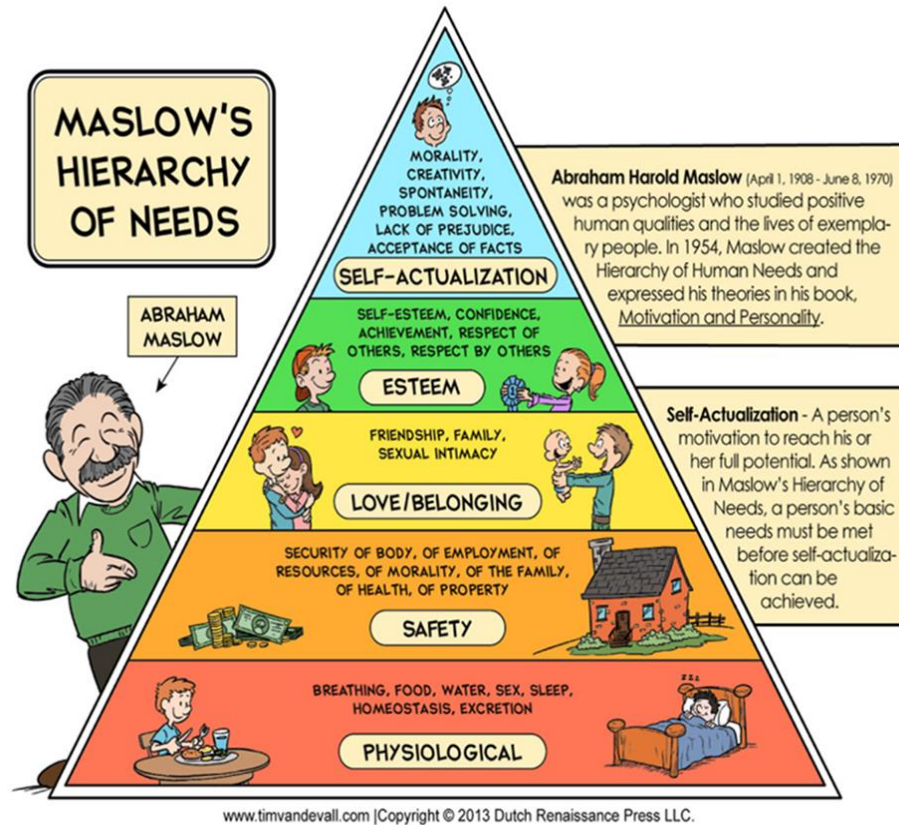 MASLOW'S
HIERARCHY
OF NEEDS
ABRAHAM
MASLOW
MORALITY,
CREATIVITY,
SPONTANEITY,
PROBLEM SOLVING,
LACK OF PREJUDICE,
ACCEPTANCE OF FACTS
SELF-ACTUALIZATION
SELF-ESTEEM, CONFIDENCE,
ACHIEVEMENT, RESPECT OF
OTHERS, RESPECT BY OTHERS
ESTEEM
FRIENDSHIP, FAMILY,
SEXUAL INTIMACY
LOVE/BELONGING
SECURITY OF BODY, OF EMPLOYMENT, OF
RESOURCES, OF MORALITY, OF THE FAMILY,
OF HEALTH, OF PROPERTY
SAFETY
BREATHING, FOOD, WATER, SEX, SLEEP,
HOMEOSTASIS, EXCRETION
PHYSIOLOGICAL
zzz
Abraham Harold Maslow (April 1, 1908 - June 8, 1970)
was a psychologist who studied positive
human qualities and the lives of exempla-
ry people. In 1954, Maslow created the
Hierarchy of Human Needs and
expressed his theories in his book,
Motivation and Personality.
Self-Actualization - A person's
motivation to reach his or
her full potential. As shown
in Maslow's Hierarchy of
Needs, a person's basic
needs must be met
before self-actualiza-
tion can be
achieved.
www.timvandevall.com |Copyright © 2013 Dutch Renaissance Press LLC.